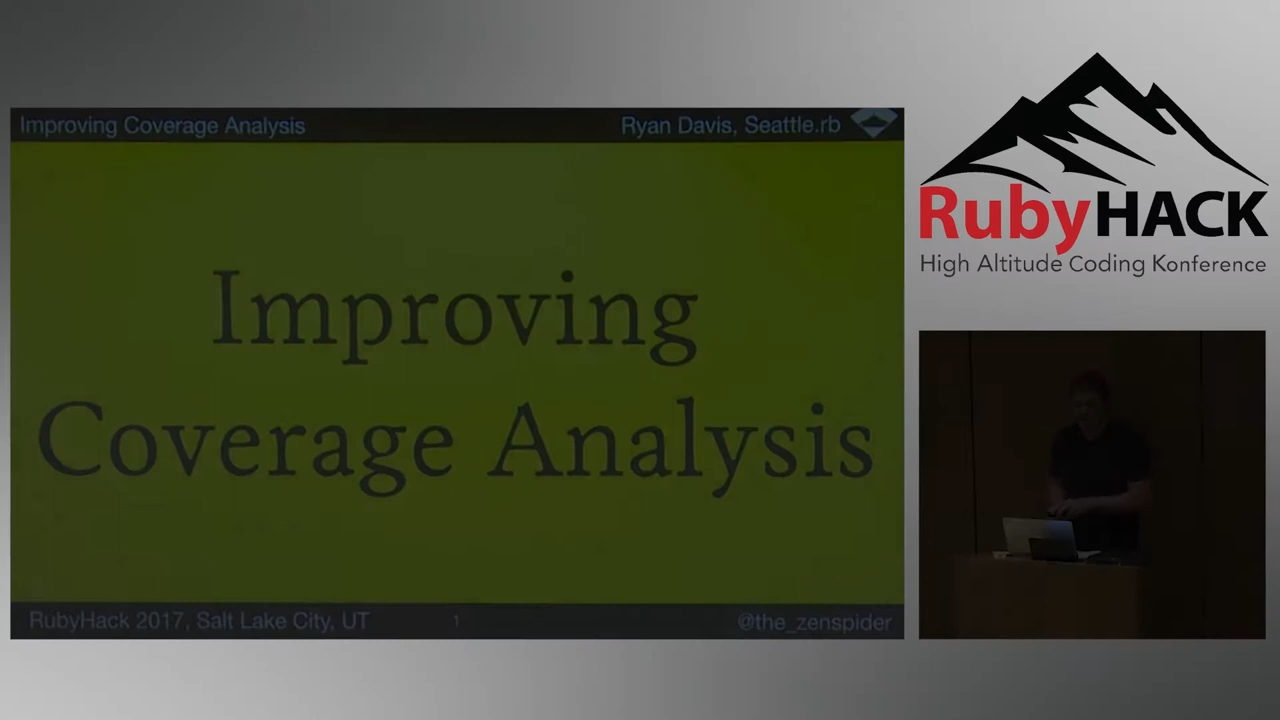 Improving Coverage Analysis
Ryan Davis, Seattle.rb
Improving
Coverage Analysis
RubyHack 2017, Salt Lake City, UT
1
@the_zenspider
RubyHACK
High Altitude Coding Konference